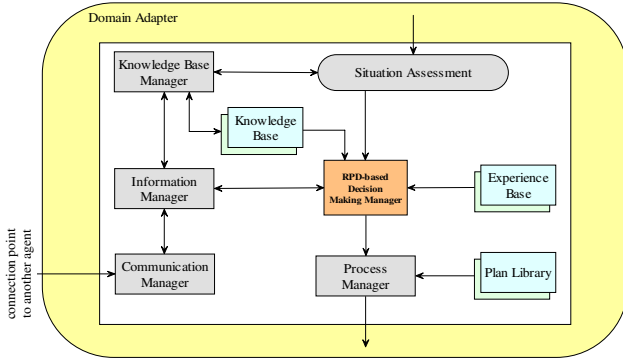 Domain Adapter
Knowledge Base
Manager
Situation Assessment
Knowledge
Base
Information
Manager
RPD-based
Decision
Making Manager
Experience
Base
Communication
Manager
Process
Manager
Plan Library
connection point
to another agent